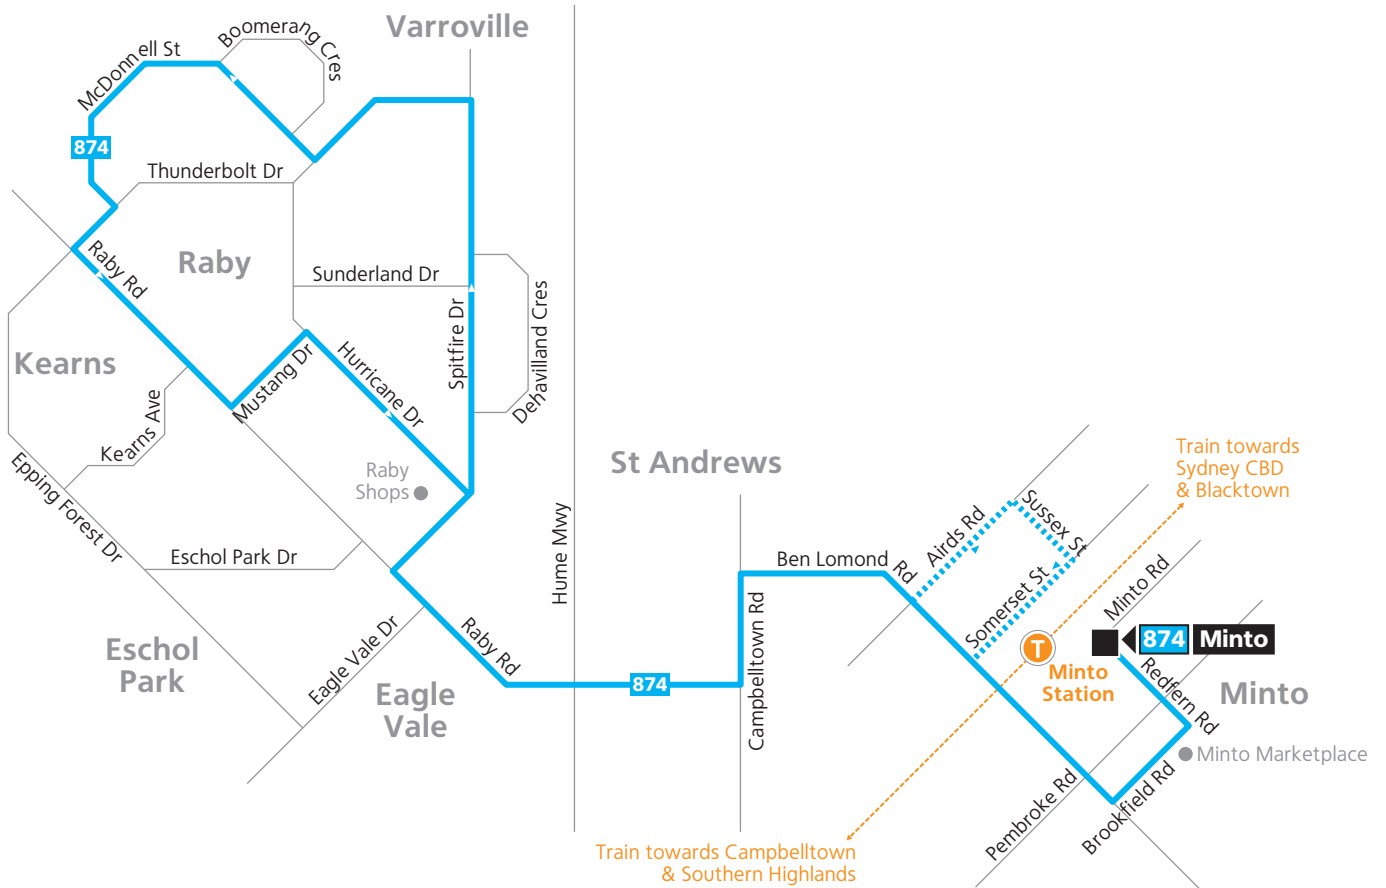 Varroville
Boomerang Cres
McDonnell St
874
Thunderbolt Dr
Raby
Raby Rd
Sunderland Dr
Spitfire Dr
Dehavilland Cres
Kearns
Mustang Dr
Hurricane Dr
Kearns Ave
Raby
Shops
Epping Forest Dr
Eschol Park Dr
Eschol
Park
Eagle Vale Dr
Eagle
Vale
Raby Rd
Hume Mwy
874
St Andrews
Campbelltown Rd
Ben Lomond Rd
Airds Rd
Sussex St
Somerset St
Train towards
Sydney CBD
& Blacktown
Minto Rd
T
Minto
Station
874 Minto
Redfern Rd
Minto
Minto Marketplace
Pembroke Rd
Brookfield Rd
Train towards Campbelltown
& Southern Highlands